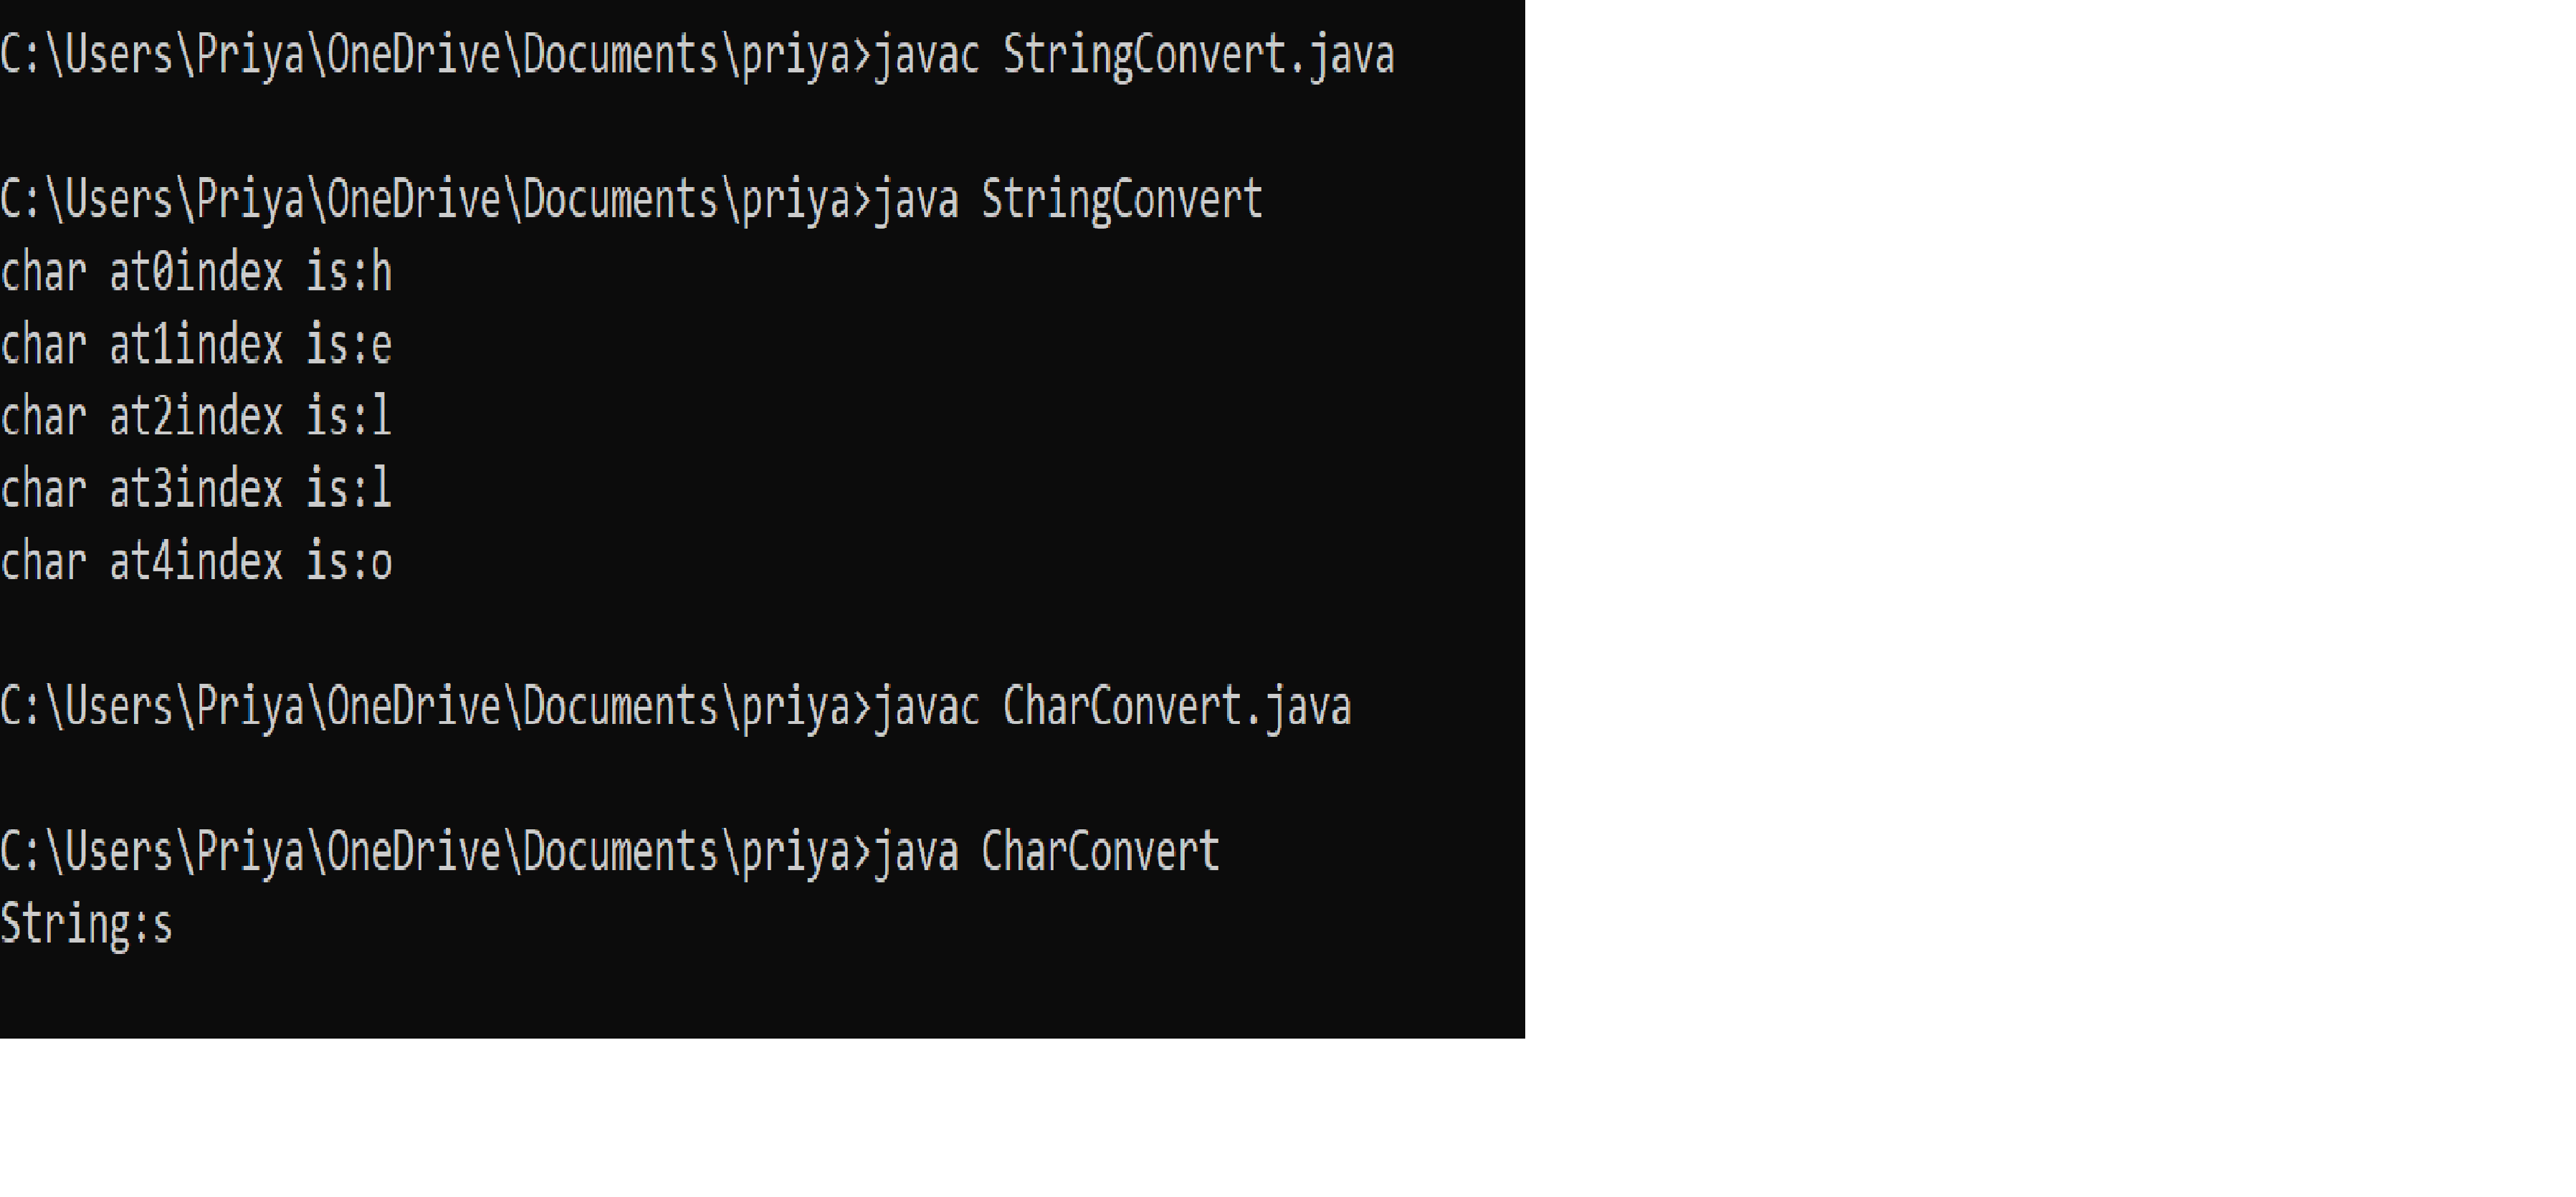 C:\Users\Priya\OneDrive\Documents\priya>javac StringConvert.java
C:\Users\Priya\OneDrive\Documents\priya>java StringConvert
char at0index is:h
char at1index is:e
char at2index is:l
char at3index is:l
char at4index is:o
C:\Users\Priya\OneDrive\Documents\priya>javac CharConvert.java
C:\Users\Priya\OneDrive\Documents\priya>java CharConvert
String:s